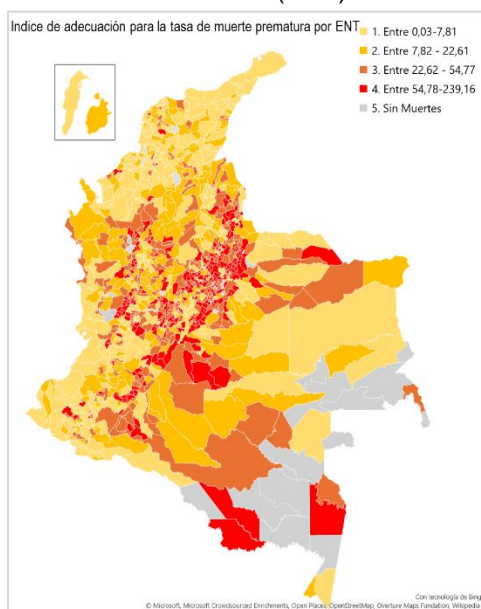 Indice de adecuación para la tasa de muerte prematura por ENT
1. Entre 0,03-7,81
2. Entre 7,82 - 22,61
3. Entre 22,62 - 54,77
4. Entre 54,78-239,16
5. Sin Muertes
Con tecnología de Bing
© Microsoft, Microsoft Crowdsourced Enrichments, Open Places, OpenStreetMap, Overture Maps Fundation, Wikipedia